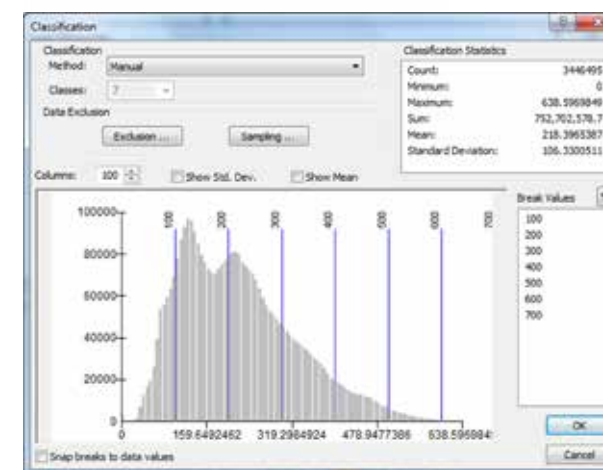 Classification
Classification
Method: Manual
Classes: 7
Data Exclusion
Exclusion ... Sampling ...
Columns: 100 Show Std. Dev. Show Mean
Classification Statistics
Count: 3446495
Minimum: 0
Maximum: 638.5969849
Sum: 752,702,578.7
Mean: 218.3965387
Standard Deviation: 106.3300511
Break Values
100
200
300
400
500
600
700
100 200 300 400 500 600 700
100000
80000
60000
40000
20000
0
0 159.6492462 319.2984924 478.9477386 638.596984
Snap breaks to data values
OK
Cancel